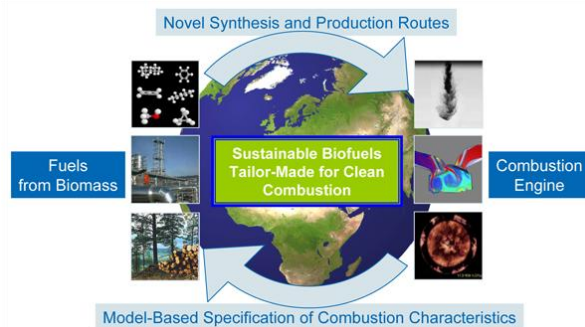 Novel Synthesis and Production Routes
Fuels
from Biomass
Sustainable Biofuels
Tailor-Made for Clean
Combustion
Combustion
Engine
Model-Based Specification of Combustion Characteristics